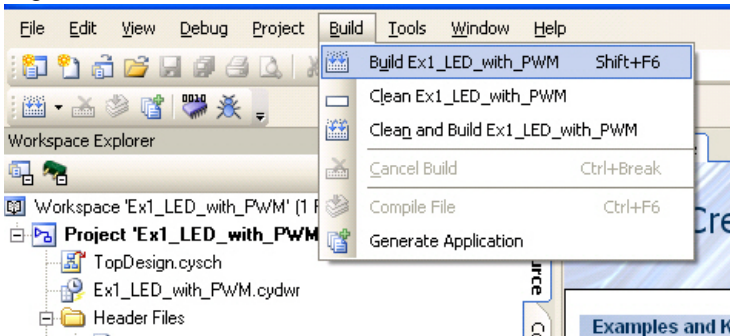 File Edit View Debug Project Build Tools Window Help
Build Ex1_LED_with_PWM Shift+F6
Clean Ex1_LED_with_PWM
Clean and Build Ex1_LED_with_PWM
Workspace Explorer
Cancel Build Ctrl+Break
Workspace 'Ex1_LED_with_PWM' (1
Compile File Ctrl+F6
Project 'Ex1_LED_with_PWM
Generate Application
TopDesign.cysch
Ex1_LED_with_PWM.cydwr
Header Files
Examples and K